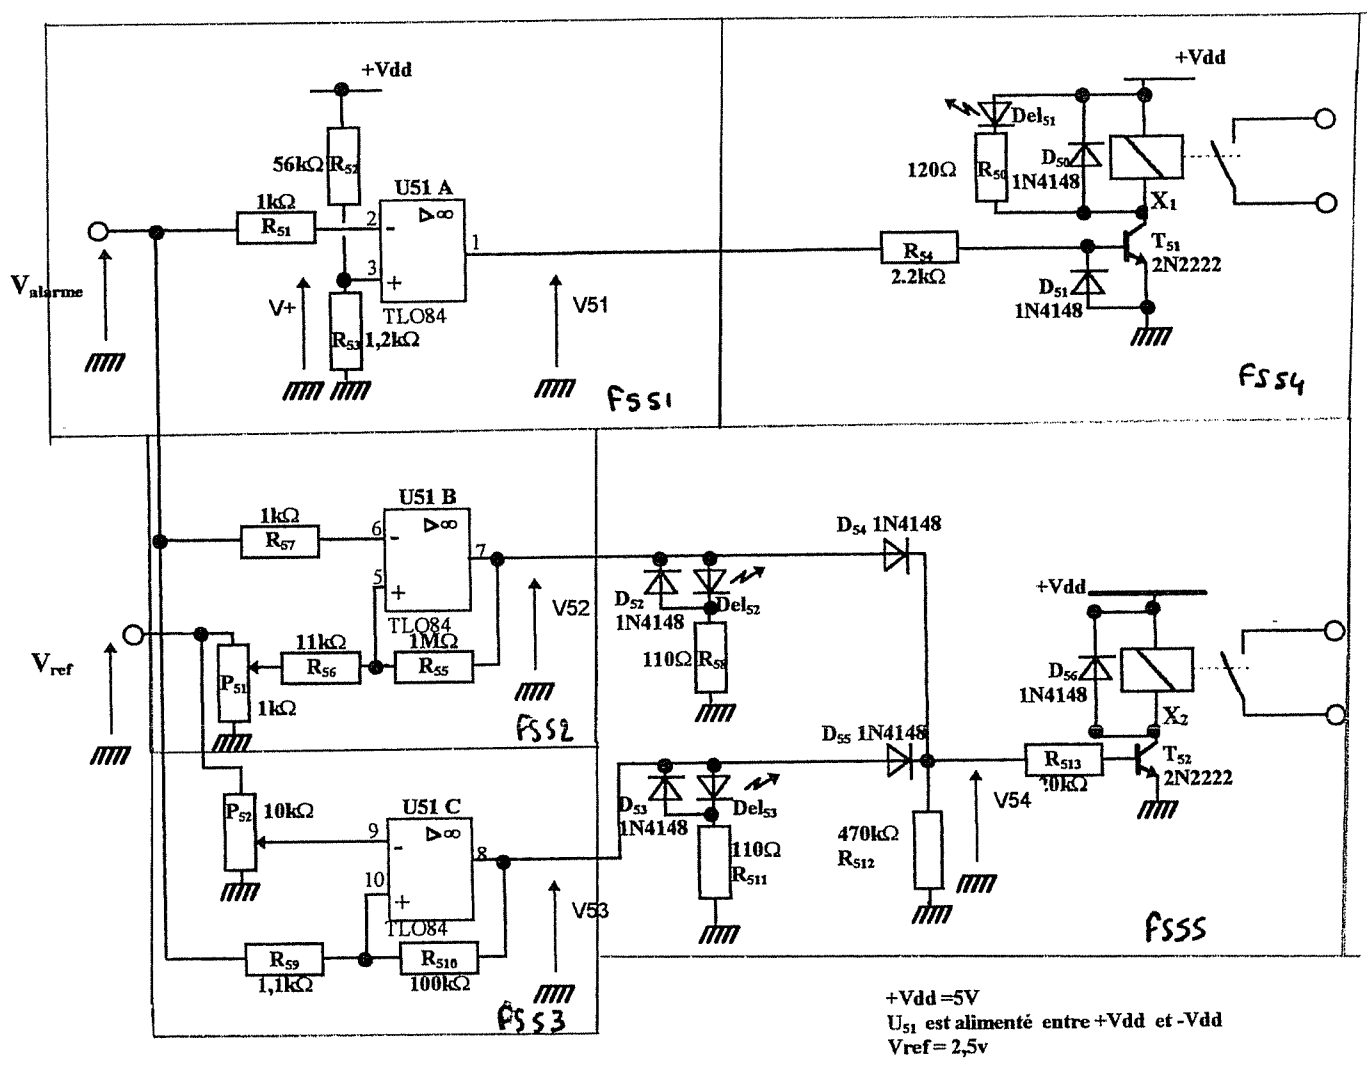 +Vdd
56kΩ
R52
U51 A
∞
1kΩ
R51
2
-
1
3
+
Valarme
V+
R53
1,2kΩ
TLO84
V51
FS51
+Vdd
Del51
120Ω
R50
D50
1N4148
X1
R54
2.2kΩ
T51
2N2222
D51
1N4148
FS54
U51 B
∞
1kΩ
R57
6
-
7
5
+
TLO84
V52
Vref
11kΩ
R56
1MΩ
R55
P51
1kΩ
FS52
D54 1N4148
D52
1N4148
Del52
110Ω
R58
+Vdd
D56
1N4148
X2
T52
2N2222
P52
10kΩ
U51 C
∞
9
-
8
10
+
TLO84
V53
R59
1,1kΩ
R510
100kΩ
FS53
D55 1N4148
D53
1N4148
Del53
110Ω
R511
R513
20kΩ
V54
470kΩ
R512
FS55
+Vdd =5V
U51 est alimenté entre +Vdd et -Vdd
Vref = 2,5v